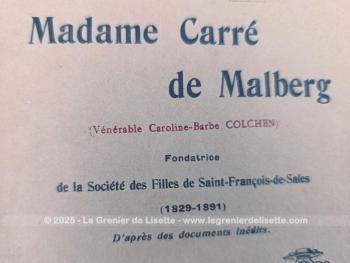 Madame Carré
de Malberg
(Vénérable Caroline-Barbe COLCHEN)
Fondatrice
de la Société des Filles de Saint-François-de-Sales
(1829-1891)
© 2025 - Le Grenier de Lisette - www.legrenierdelisette.com
D'après des documents inédits.